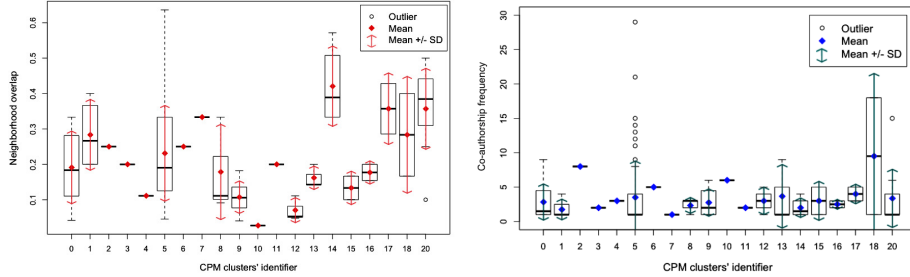 Neighborhood overlap
0.6
0.5
0.4
0.3
0.2
0.1
Outlier
Mean
Mean +/- SD
0 1 2 3 4 5 6 7 8 9 10 11 12 13 14 15 16 17 18 20
CPM clusters' identifier
Co-authorship frequency
30
25
20
15
10
5
0
Outlier
Mean
Mean +/- SD
0 1 2 3 4 5 6 7 8 9 10 11 12 13 14 15 16 17 18 20
CPM clusters' identifier